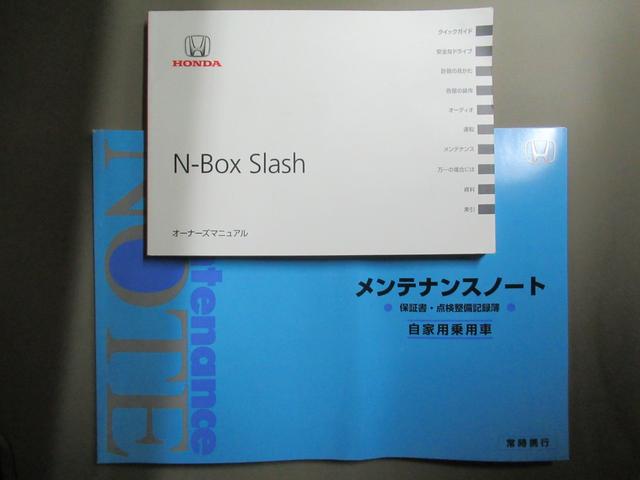 HONDA
N-Box Slash
オーナーズマニュアル
クイックガイド
安全なドライブ
計器の見かた
各部の操作
オーディオ
運転
メンテナンス
万一の場合には
資料
索引
NOTE
tenance
メンテナンスノート
保証書・点検整備記録簿
自家用乗用車
常時携行